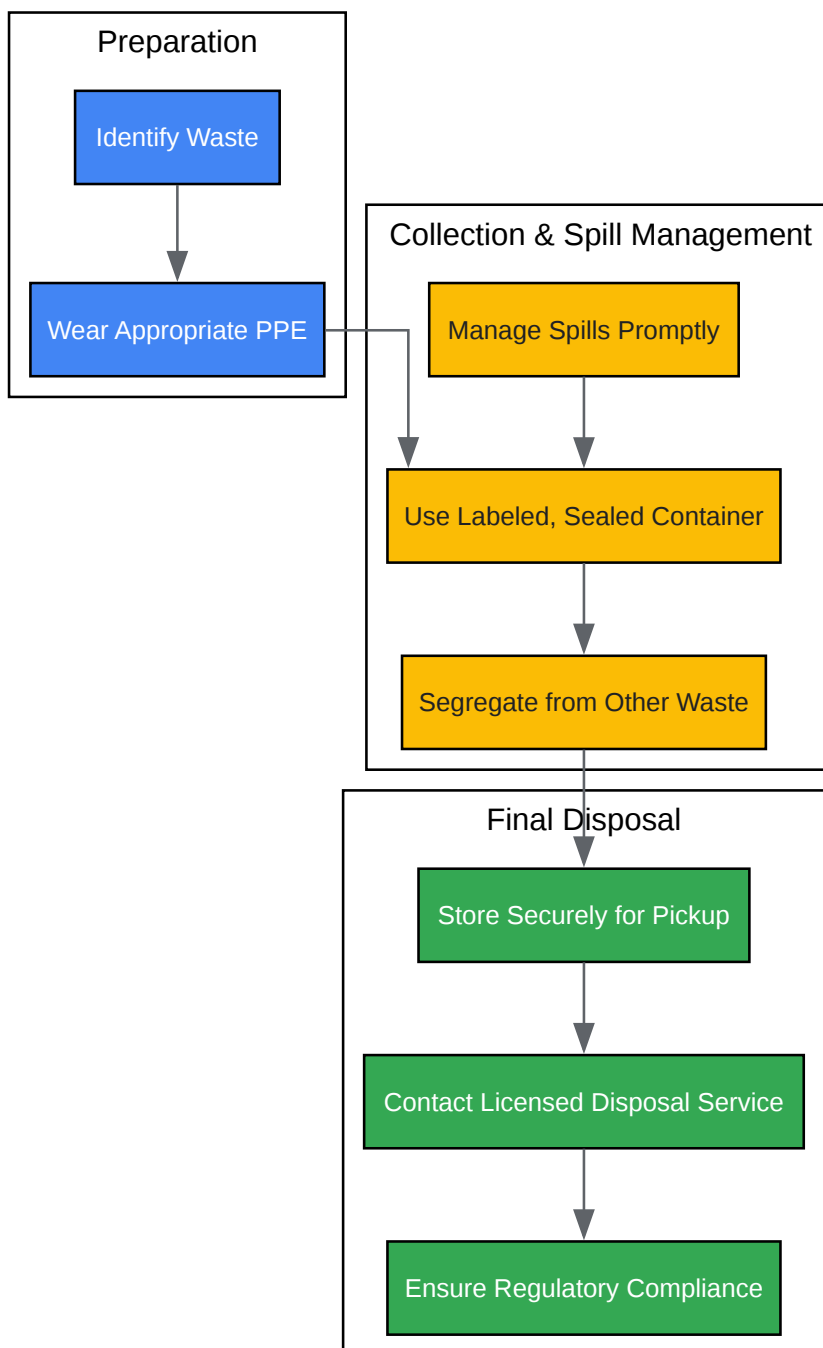 Preparation
Identify Waste
Wear Appropriate PPE
Collection & Spill Management
Manage Spills Promptly
Use Labeled, Sealed Container
Segregate from Other Waste
Final Disposal
Store Securely for Pickup
Contact Licensed Disposal Service
Ensure Regulatory Compliance